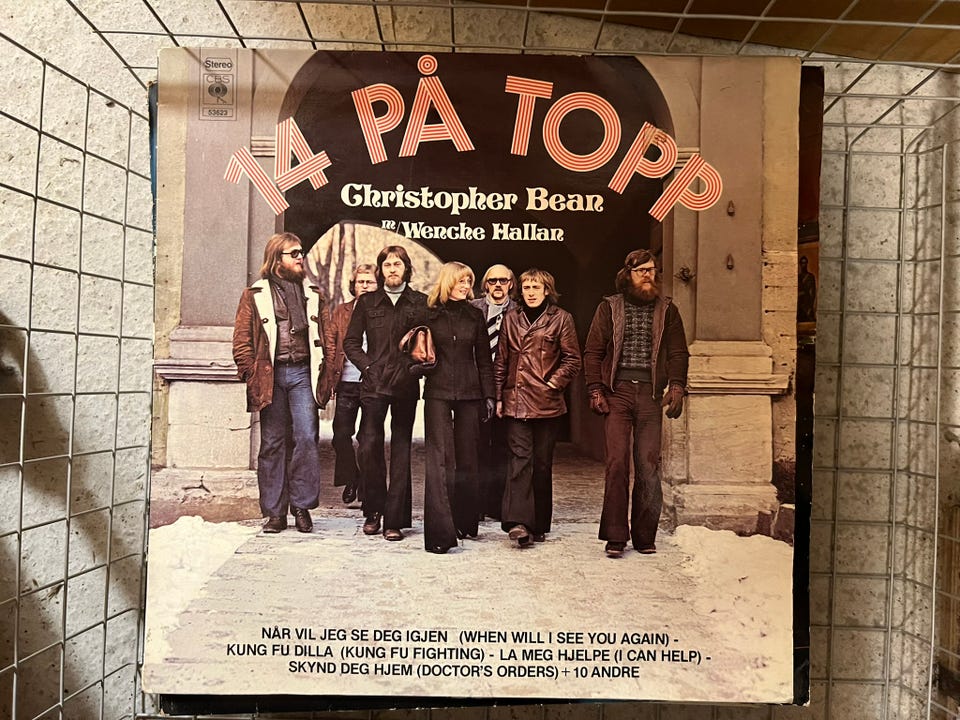 Stereo
CBS
53623
14 PÅ TOPP
Christopher Bean
m/Wenche Hallan
NÅR VIL JEG SE DEG IGJEN (WHEN WILL I SEE YOU AGAIN) -
KUNG FU DILLA (KUNG FU FIGHTING) - LA MEG HJELPE (I CAN HELP) -
SKYND DEG HJEM (DOCTOR'S ORDERS) + 10 ANDRE